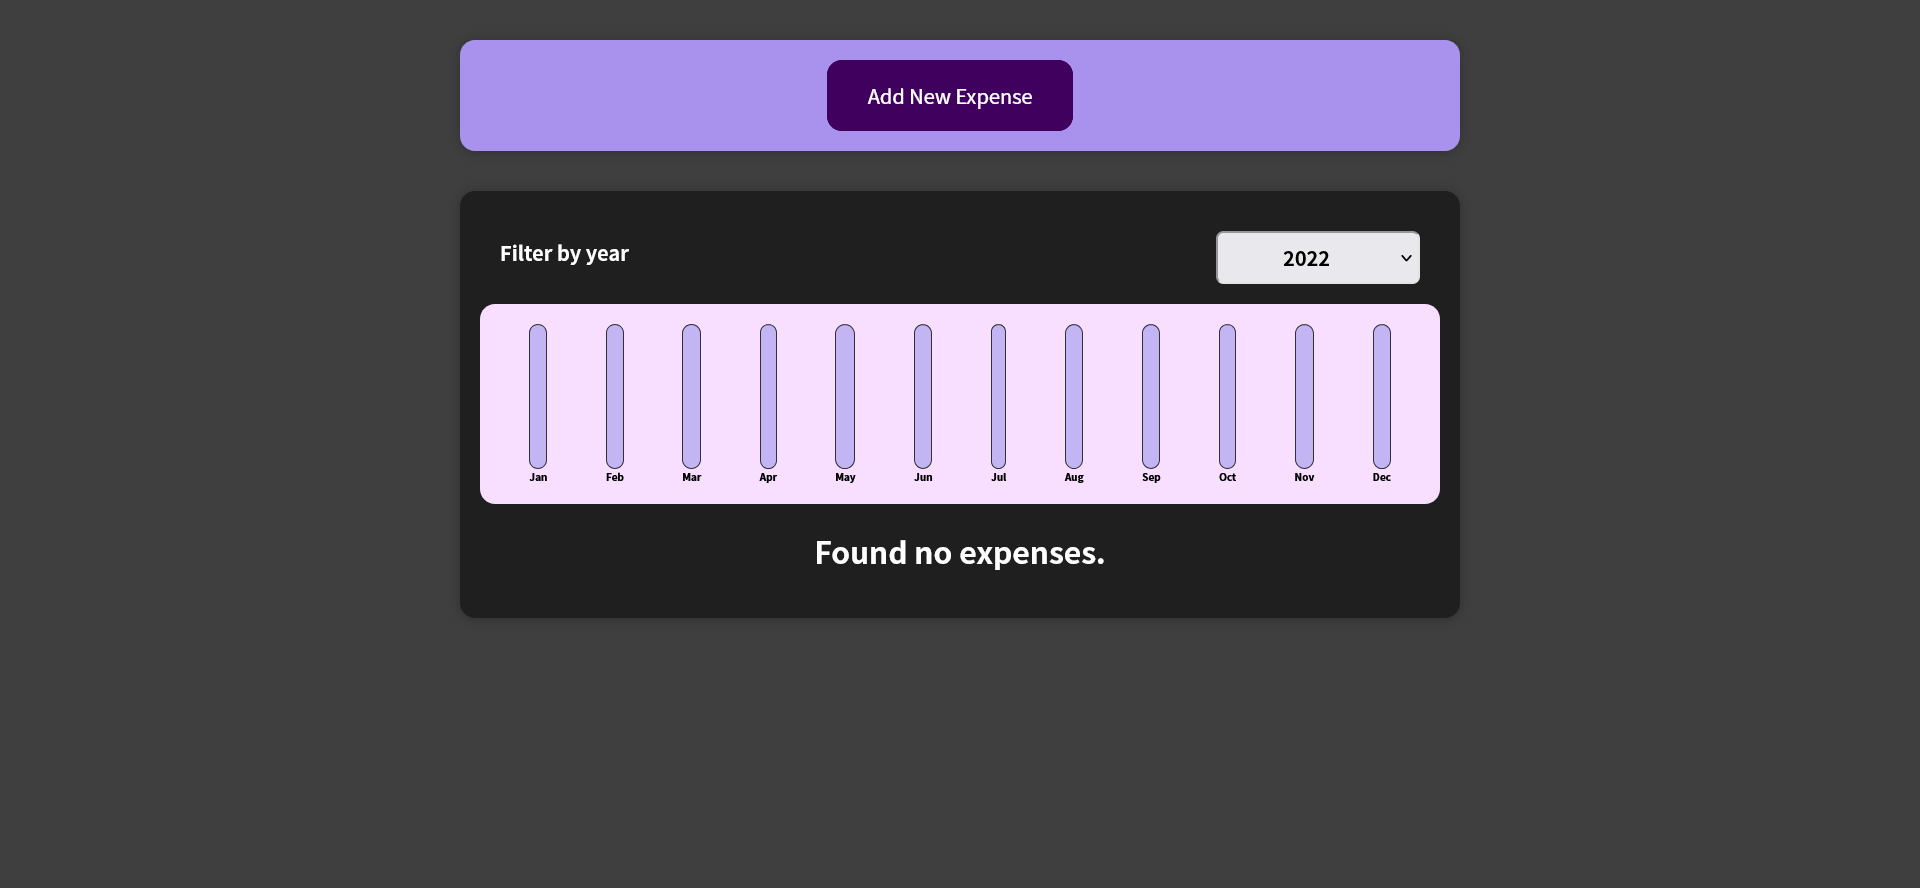 Add New Expense
Filter by year
2022
Jan Feb Mar Apr May Jun Jul Aug Sep Oct Nov Dec
Found no expenses.